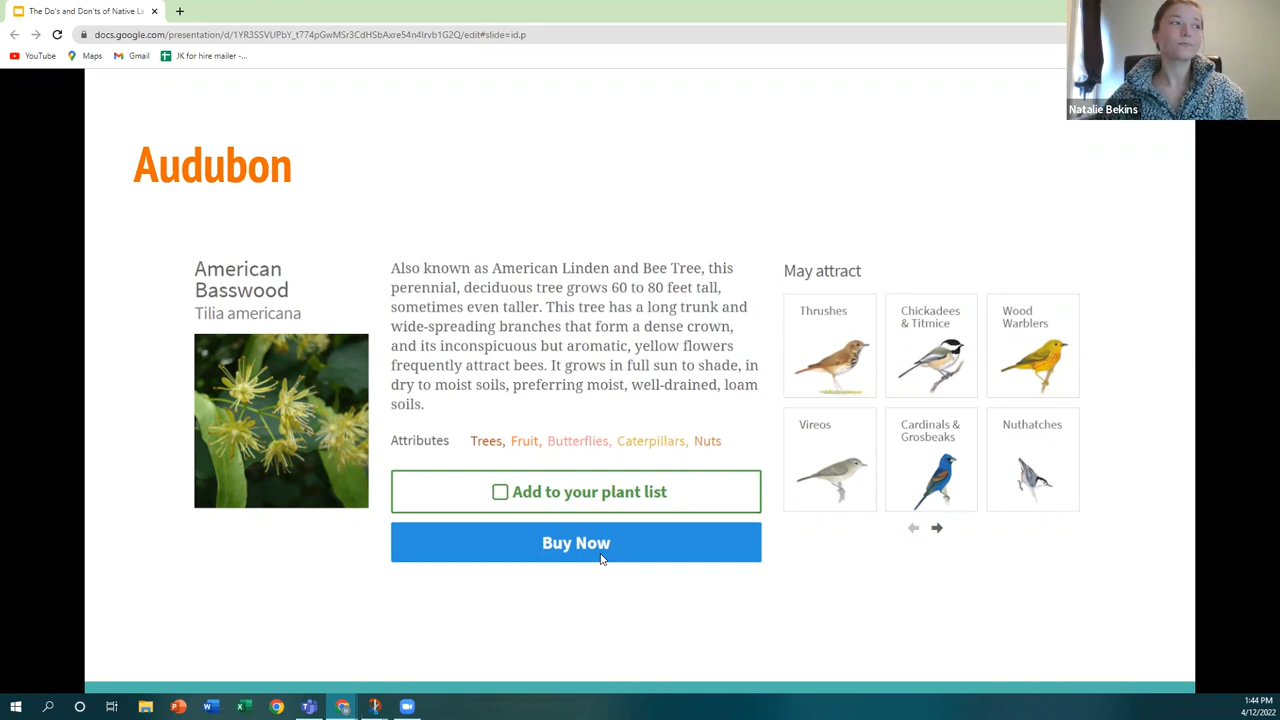 The Do's and Don'ts of Native La
docs.google.com/presentation/d/1YR3SSVUPbY_t774pGwMSr3CdHSbAxre54n4lrvb1G2Q/edit#slide=id.p
YouTube
Maps
Gmail
JK for hire mailer -...
Natalie Bekins
Audubon
American
Basswood
Tilia americana
Also known as American Linden and Bee Tree, this
perennial, deciduous tree grows 60 to 80 feet tall,
sometimes even taller. This tree has a long trunk and
wide-spreading branches that form a dense crown,
and its inconspicuous but aromatic, yellow flowers
frequently attract bees. It grows in full sun to shade, in
dry to moist soils, preferring moist, well-drained, loam
soils.
Attributes Trees, Fruit, Butterflies, Caterpillars, Nuts
Add to your plant list
Buy Now
May attract
Thrushes
Chickadees
& Titmice
Wood
Warblers
Vireos
Cardinals &
Grosbeaks
Nuthatches
1:44 PM
4/12/2022